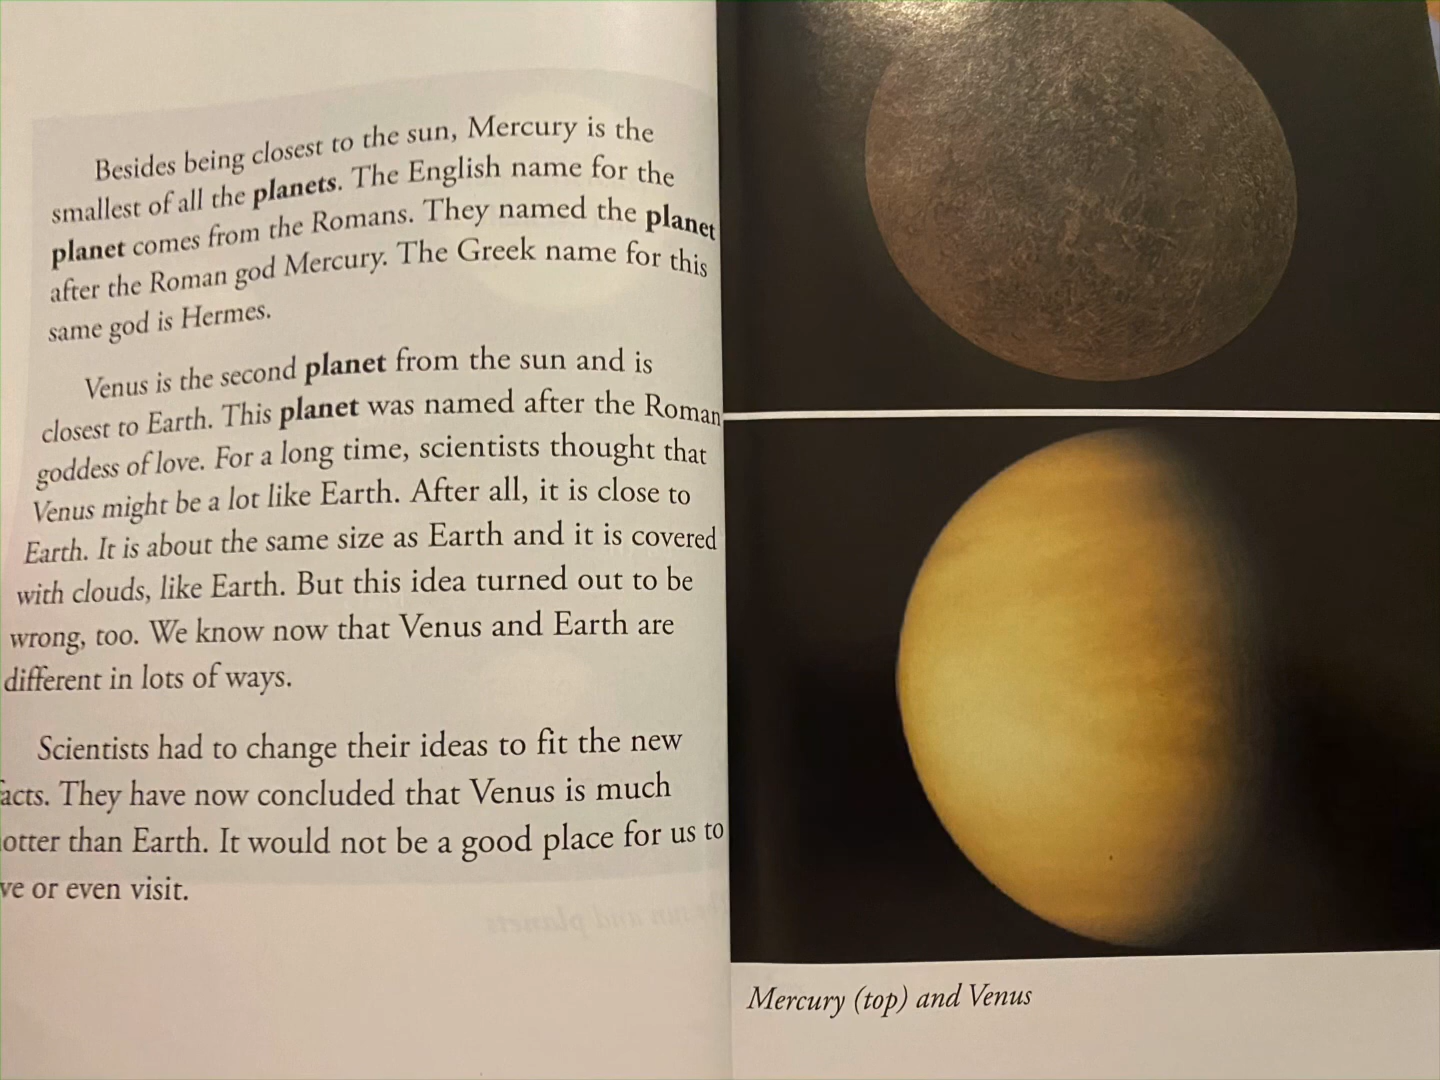 Besides being closest to the sun, Mercury is the
smallest of all the planets. The English name for the
planet comes from the Romans. They named the planet
after the Roman god Mercury. The Greek name for this
same god is Hermes.
Venus is the second planet from the sun and is
closest to Earth. This planet was named after the Roman
goddess of love. For a long time, scientists thought that
Venus might be a lot like Earth. After all, it is close to
Earth. It is about the same size as Earth and it is covered
with clouds, like Earth. But this idea turned out to be
wrong, too. We know now that Venus and Earth are
different in lots of ways.
Scientists had to change their ideas to fit the new
acts. They have now concluded that Venus is much
otter than Earth. It would not be a good place for us to
ve or even visit.
Mercury (top) and Venus